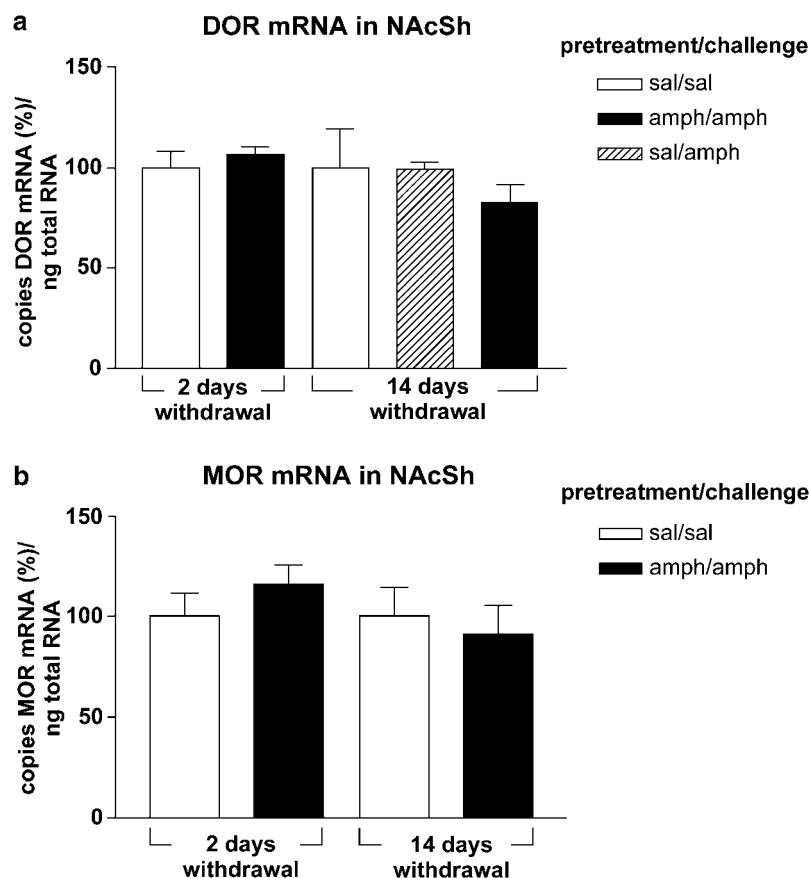 a
DOR mRNA in NAcSh
pretreatment/challenge
sal/sal
amph/amph
sal/amph
copies DOR mRNA (%)/
ng total RNA
150
100
50
0
2 days
withdrawal
14 days
withdrawal
b
MOR mRNA in NAcSh
pretreatment/challenge
sal/sal
amph/amph
copies MOR mRNA (%)/
ng total RNA
150
100
50
0
2 days
withdrawal
14 days
withdrawal